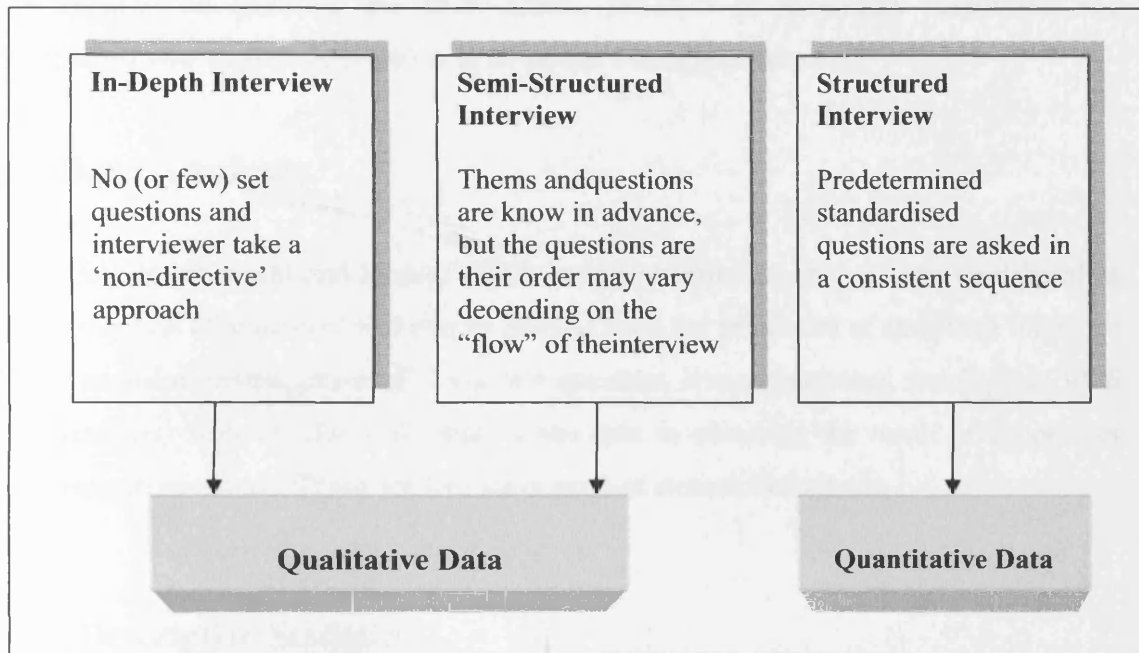 In-Depth Interview
No (or few) set
questions and
interviewer take a
‘non-directive’
approach
Semi-Structured
Interview
Thems andquestions
are know in advance,
but the questions are
their order may vary
deoending on the
“flow” of theinterview
Structured
Interview
Predetermined
standardised
questions are asked in
a consistent sequence
Qualitative Data
Quantitative Data